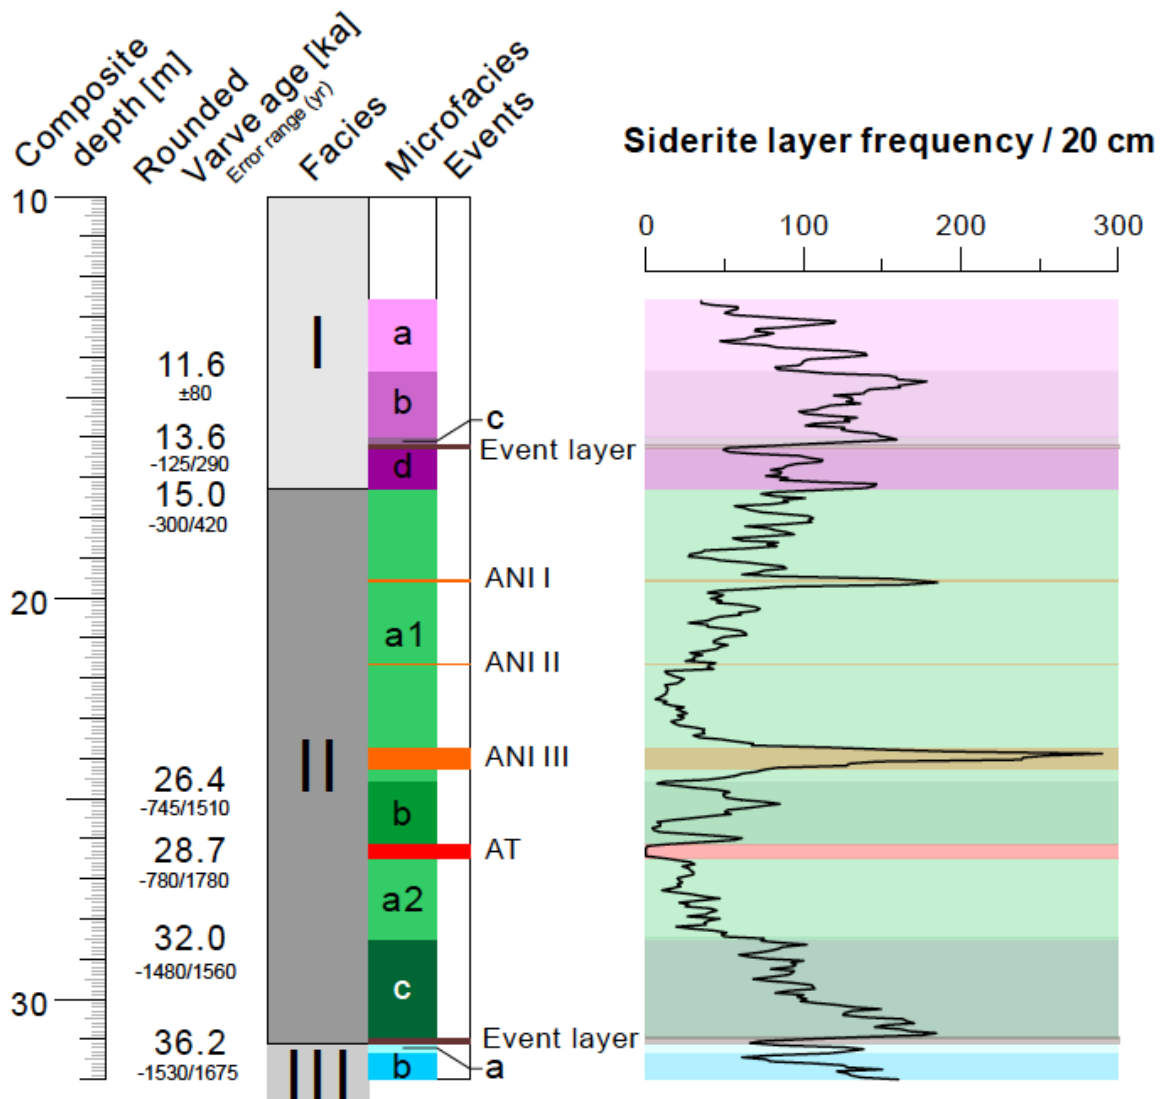 Composite
depth [m]
Rounded
Varve age [ka]
Error range (yr)
Facies
Microfacies
Events
Siderite layer frequency / 20 cm
0
100
200
300
10
20
30
11.6
±80
13.6
-125/290
15.0
-300/420
26.4
-745/1510
28.7
-780/1780
32.0
-1480/1560
36.2
-1530/1675
I
II
III
a
b
c
Event layer
d
ANI I
a1
ANI II
ANI III
b
AT
a2
c
Event layer
a
b